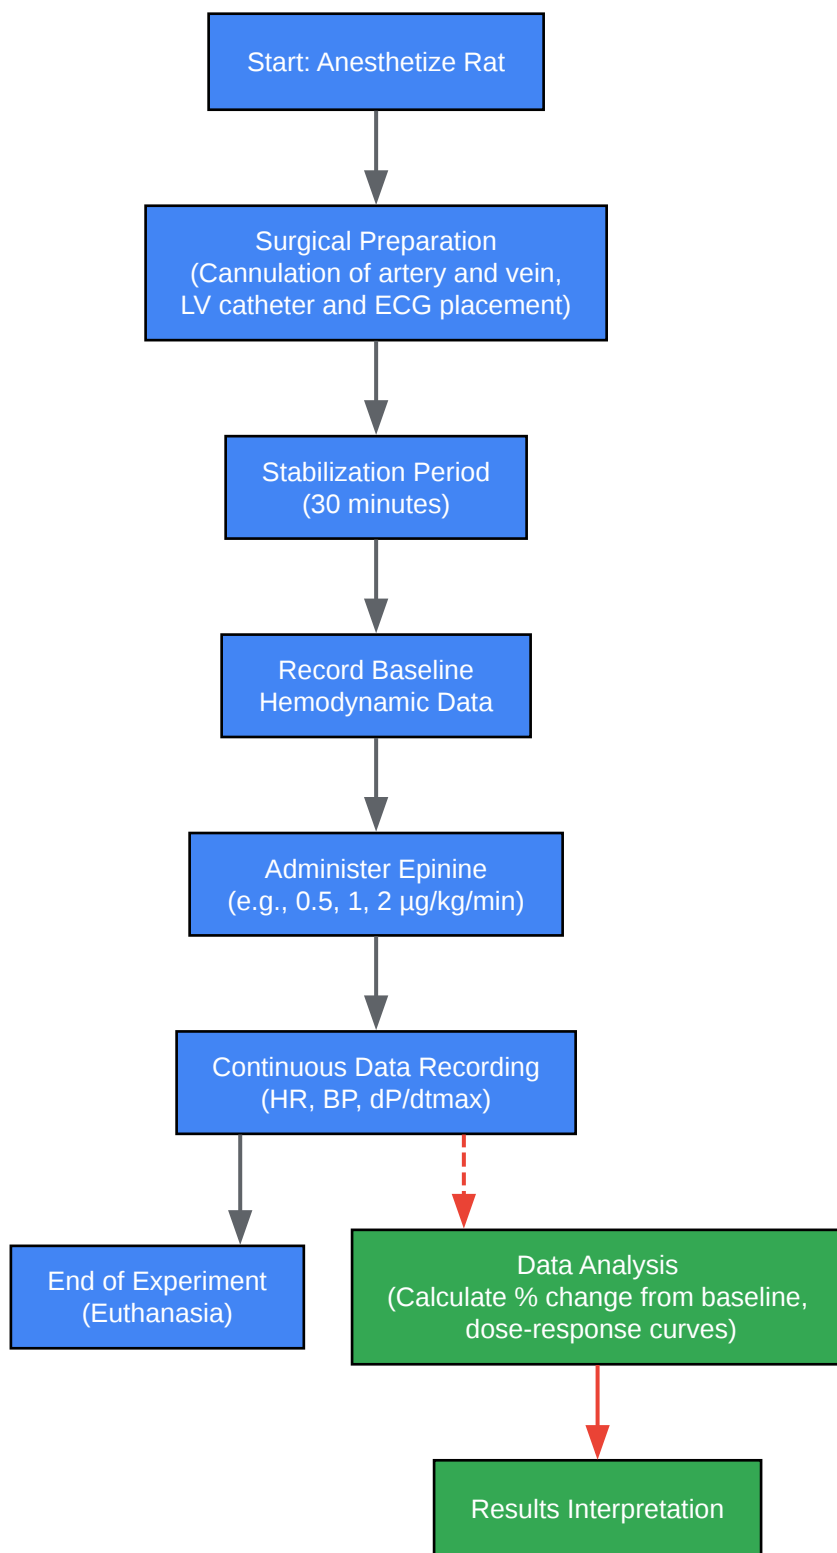 Start: Anesthetize Rat
Surgical Preparation
(Cannulation of artery and vein,
LV catheter and ECG placement)
Stabilization Period
(30 minutes)
Record Baseline
Hemodynamic Data
Administer Epinine
(e.g., 0.5, 1, 2 µg/kg/min)
Continuous Data Recording
(HR, BP, dP/dtmax)
End of Experiment
(Euthanasia)
Data Analysis
(Calculate % change from baseline,
dose-response curves)
Results Interpretation